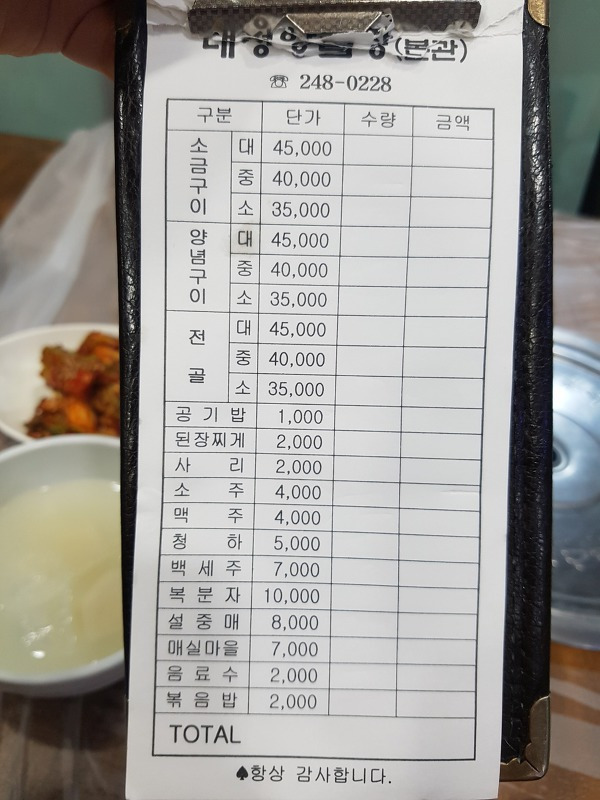 (본관)
☏ 248-0228
구분 단가 수량 금액
소금구이 대 45,000
중 40,000
소 35,000
양념구이 대 45,000
중 40,000
소 35,000
전골 대 45,000
중 40,000
소 35,000
공기밥 1,000
된장찌게 2,000
사리 2,000
소주 4,000
맥주 4,000
청하 5,000
백세주 7,000
복분자 10,000
설중매 8,000
매실마을 7,000
음료수 2,000
볶음밥 2,000
TOTAL
♠항상 감사합니다.